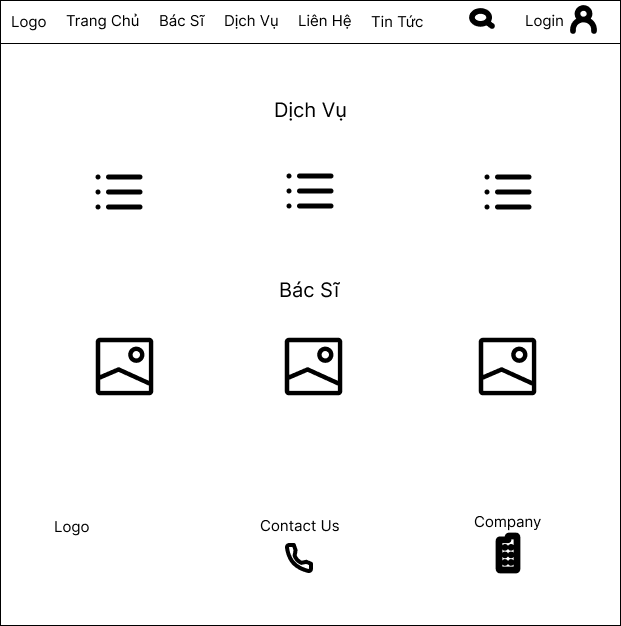 Logo Trang Chủ Bác Sĩ Dịch Vụ Liên Hệ Tin Tức Login
Dịch Vụ
Bác Sĩ
Logo Contact Us Company